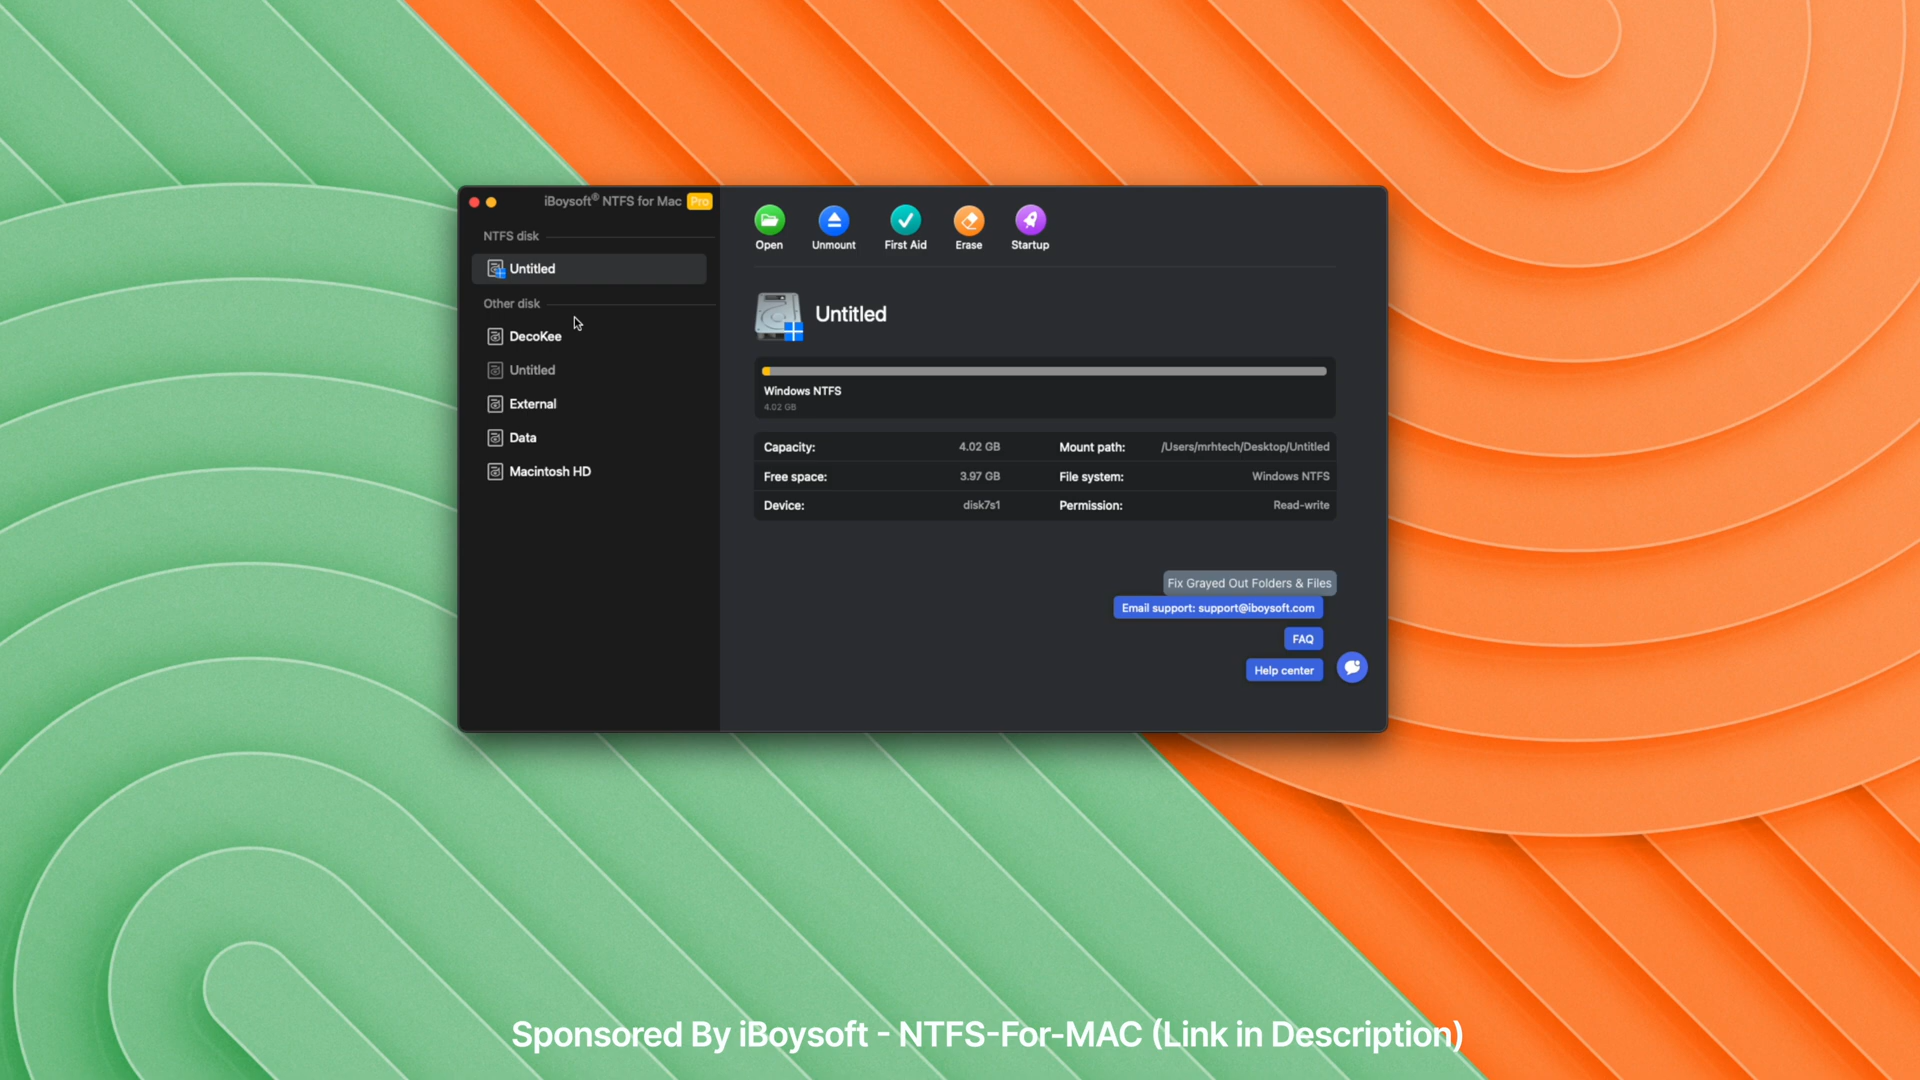 iBoysoft® NTFS for Mac Pro
NTFS disk
Untitled
Other disk
DecoKee
Untitled
External
Data
Macintosh HD
Open
Unmount
First Aid
Erase
Startup
Untitled
Windows NTFS
4.02 GB
Capacity: 4.02 GB
Mount path: /Users/mrhtech/Desktop/Untitled
Free space: 3.97 GB
File system: Windows NTFS
Device: disk7s1
Permission: Read-write
Fix Grayed Out Folders & Files
Email support: support@iboysoft.com
FAQ
Help center
Sponsored By iBoysoft - NTFS-For-MAC (Link in Description)